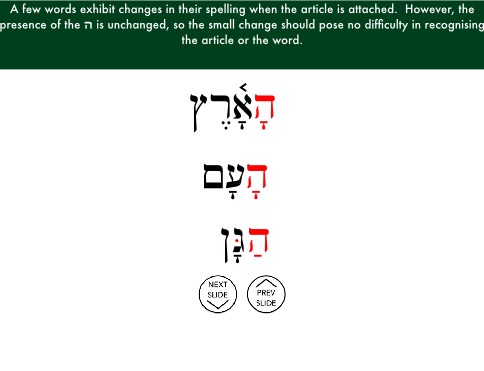 A few words exhibit changes in their spelling when the article is attached. However, the
presence of the ה is unchanged, so the small change should pose no difficulty in recognising
the article or the word.
הָאָ֫רֶץ
הָעָם
הַגָּן
NEXT
SLIDE
PREV
SLIDE